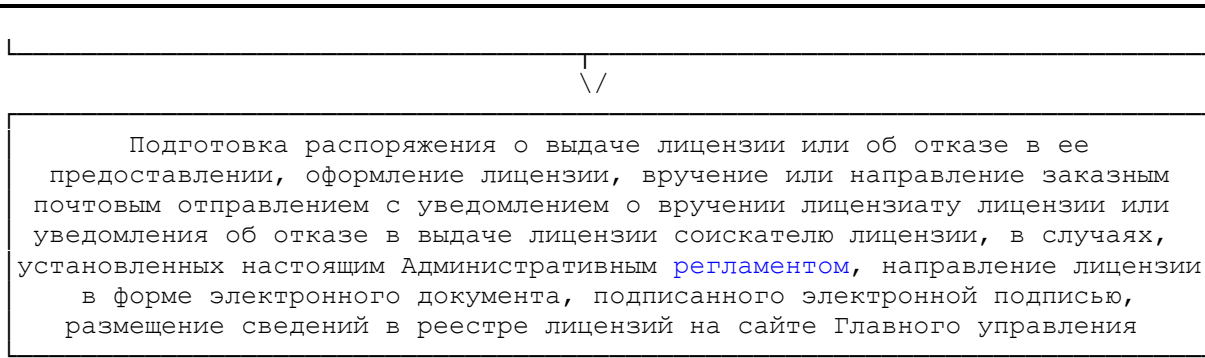 \/
Подготовка распоряжения о выдаче лицензии или об отказе в ее
предоставлении, оформление лицензии, вручение или направление заказным
почтовым отправлением с уведомлением о вручении лицензиату лицензии или
уведомления об отказе в выдаче лицензии соискателю лицензии, в случаях,
установленных настоящим Административным регламентом, направление лицензии
в форме электронного документа, подписанного электронной подписью,
размещение сведений в реестре лицензий на сайте Главного управления